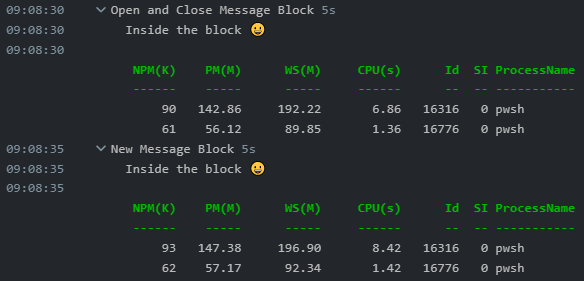 09:08:30 Open and Close Message Block 5s
09:08:30 Inside the block 😀
09:08:30
NPM(K) PM(M) WS(M) CPU(s) Id SI ProcessName
------ ----- ----- ------ -- -- -----------
90 142.86 192.22 6.86 16316 0 pwsh
61 56.12 89.85 1.36 16776 0 pwsh
09:08:35 New Message Block 5s
09:08:35 Inside the block 😀
09:08:35
NPM(K) PM(M) WS(M) CPU(s) Id SI ProcessName
------ ----- ----- ------ -- -- -----------
93 147.38 196.90 8.42 16316 0 pwsh
62 57.17 92.34 1.42 16776 0 pwsh